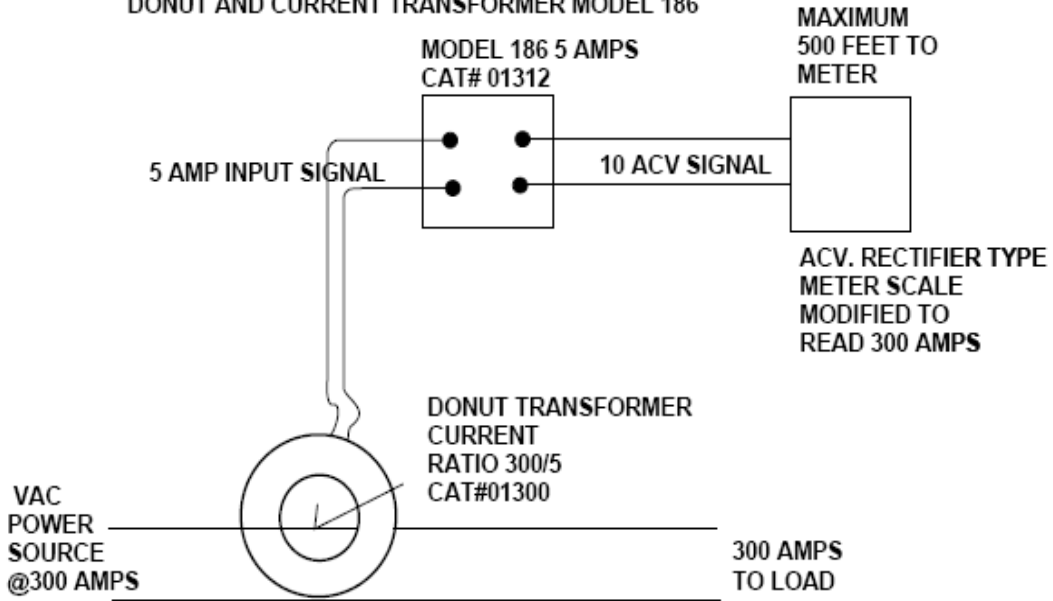 DONUT AND CURRENT TRANSFORMER MODEL 186
MAXIMUM
500 FEET TO
METER
MODEL 186 5 AMPS
CAT# 01312
5 AMP INPUT SIGNAL
10 ACV SIGNAL
ACV. RECTIFIER TYPE
METER SCALE
MODIFIED TO
READ 300 AMPS
DONUT TRANSFORMER
CURRENT
RATIO 300/5
CAT#01300
VAC
POWER
SOURCE
@300 AMPS
300 AMPS
TO LOAD